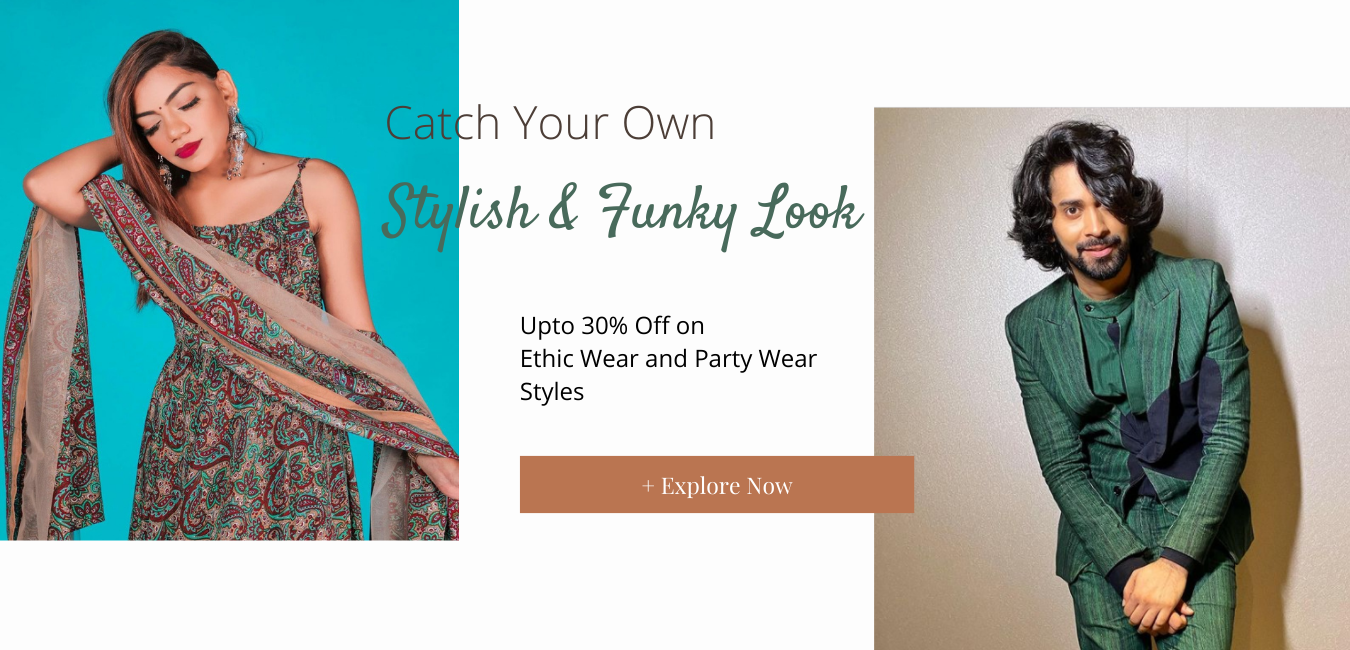 Catch Your Own
Stylish & Funky Look
Upto 30% Off on
Ethic Wear and Party Wear
Styles
+ Explore Now